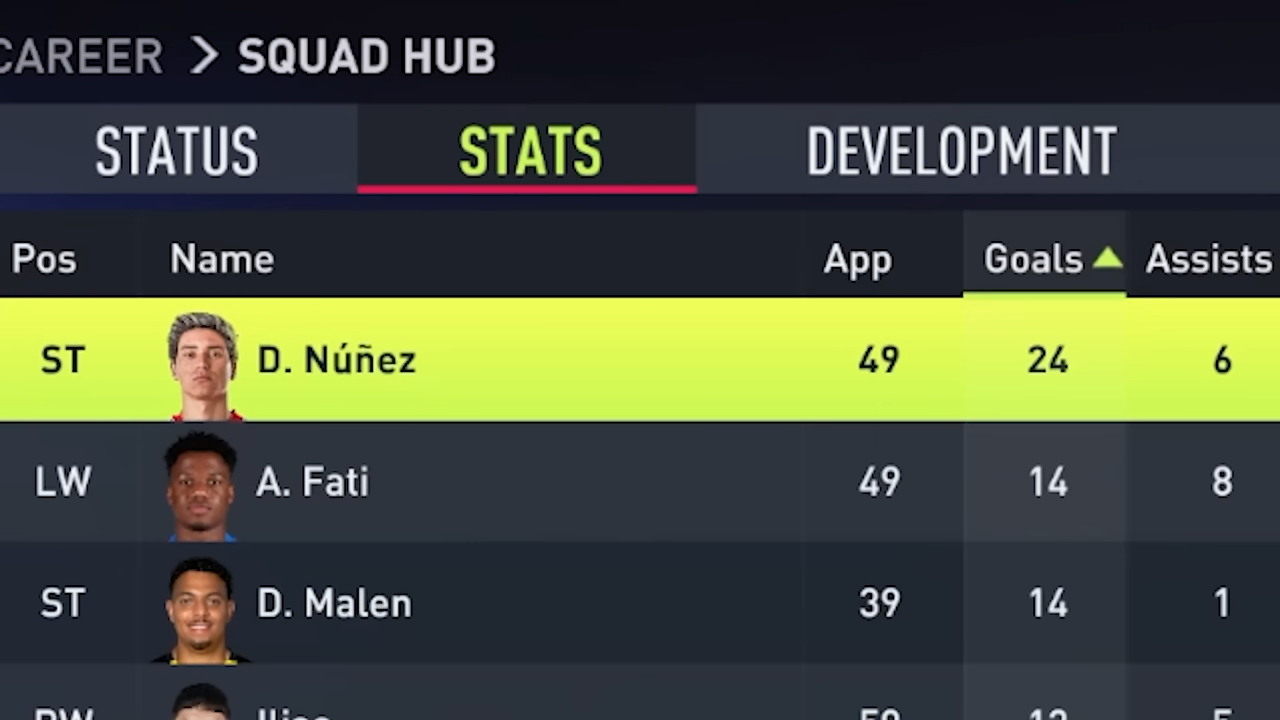 CAREER > SQUAD HUB
STATUS STATS DEVELOPMENT
Pos Name App Goals Assists
ST D. Núñez 49 24 6
LW A. Fati 49 14 8
ST D. Malen 39 14 1